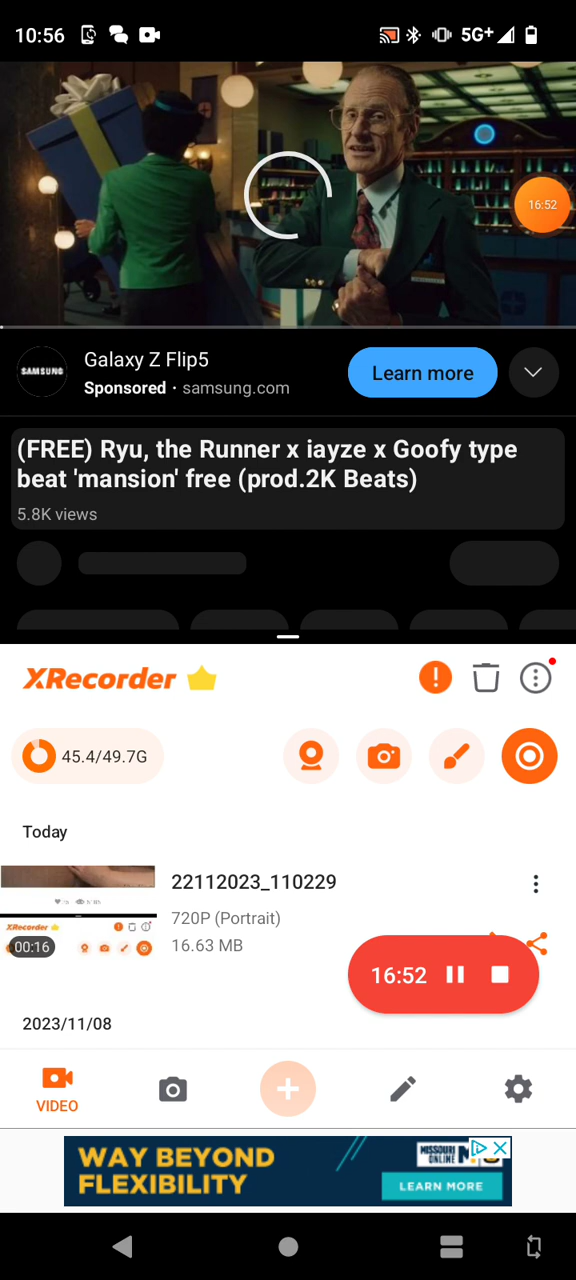 10:56
5G+
16:52
SAMSUNG
Galaxy Z Flip5
Sponsored · samsung.com
Learn more
(FREE) Ryu, the Runner x iayze x Goofy type
beat 'mansion' free (prod.2K Beats)
5.8K views
XRecorder
45.4/49.7G
Today
22112023_110229
720P (Portrait)
16.63 MB
XRecorder
00:16
16:52
2023/11/08
VIDEO
WAY BEYOND
FLEXIBILITY
MISSOURI
ONLINE
LEARN MORE